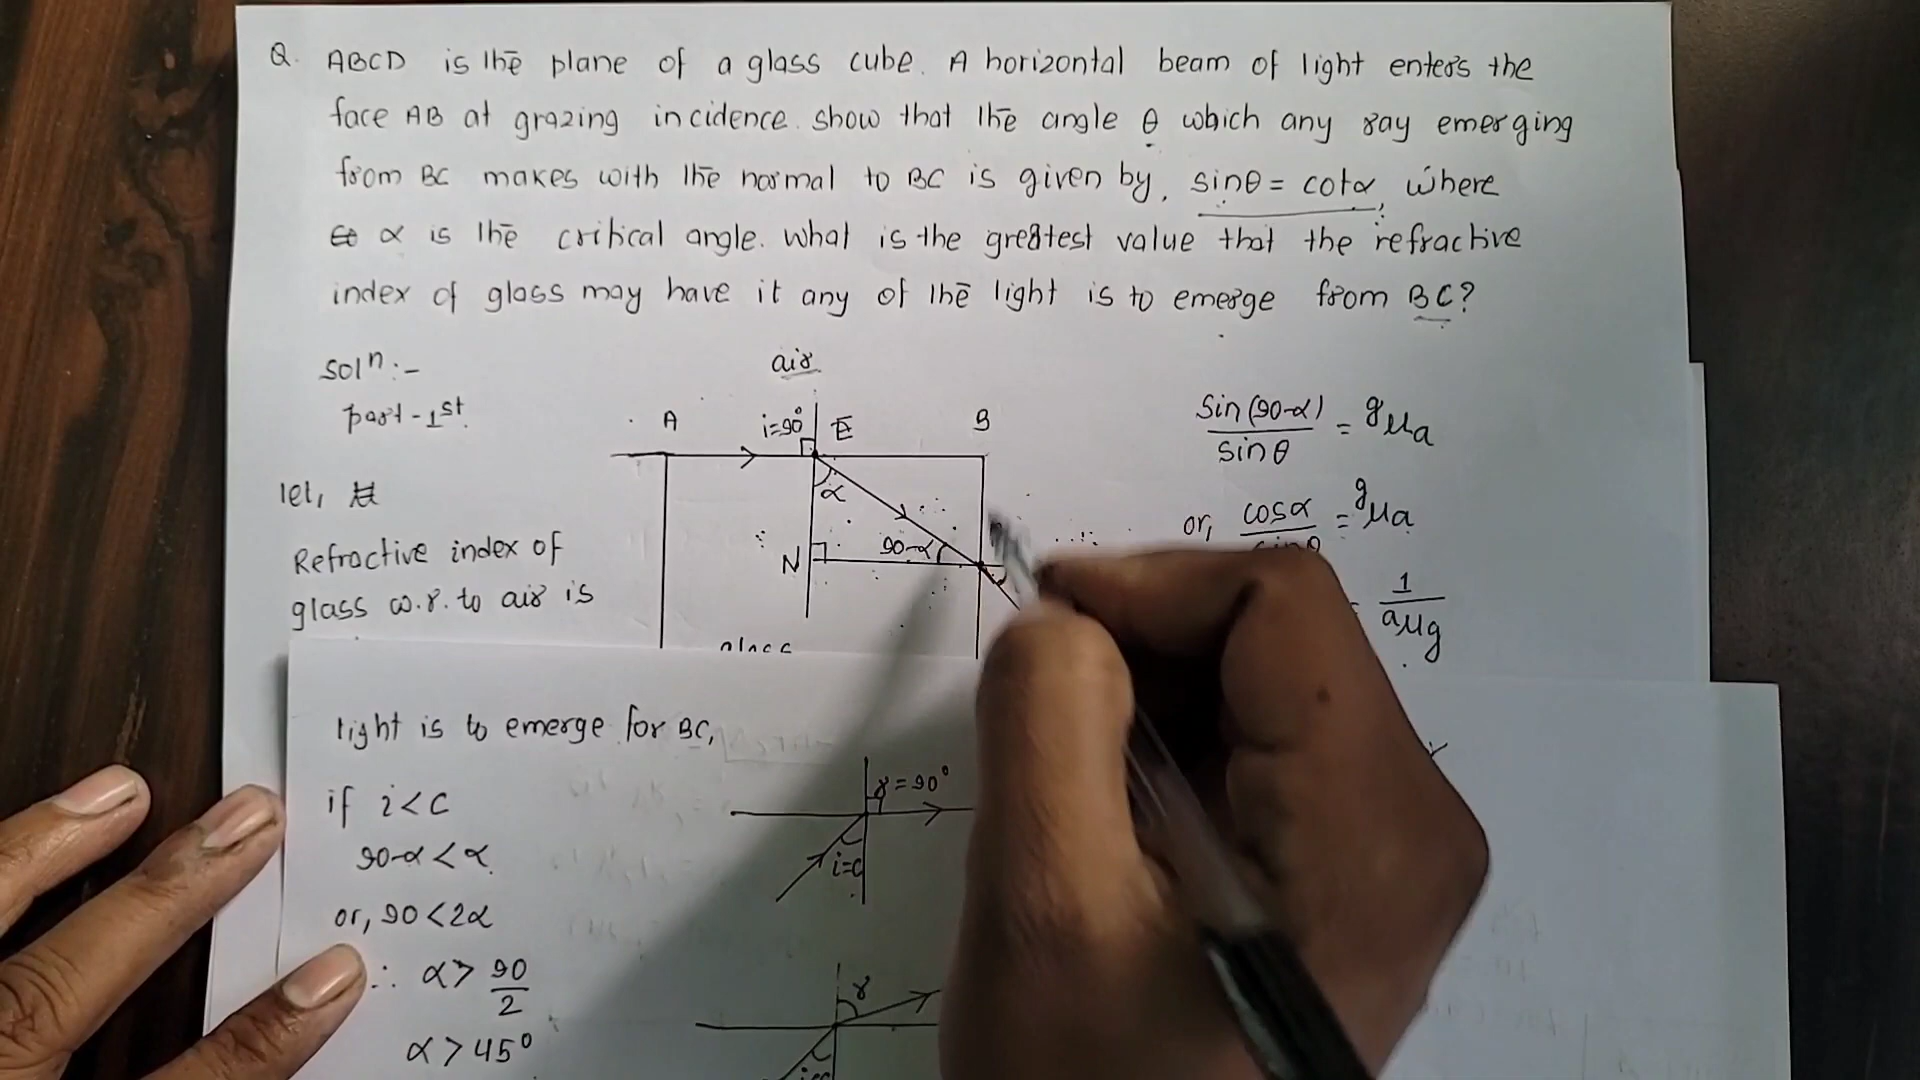 Q. ABCD is the plane of a glass cube. A horizontal beam of light enters the
face AB at grazing incidence. show that the angle θ which any ray emerging
from BC makes with the normal to BC is given by, sinθ = cotα, where
α is the critical angle. what is the greatest value that the refractive
index of glass may have it any of the light is to emerge from BC?
Solⁿ :-
part-1st.
let,
Refractive index of
glass w.r. to air is
air
A
i=90°
E
B
α
N
90-α
glass
sin(90-α)/sinθ = gμa
or, cosα/sinθ = gμa
1/aμg
light is to emerge for BC,
if i<C
90-α < α
or, 90 < 2α
∴ α > 90/2
α > 45°
r=90°
i=C
r